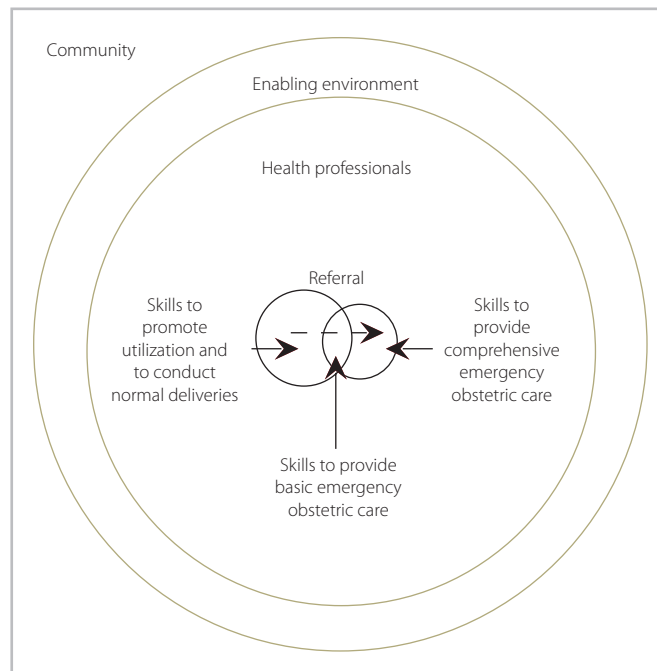 Community
Enabling environment
Health professionals
Referral
Skills to
promote
utilization and
to conduct
normal deliveries
Skills to
provide
comprehensive
emergency
obstetric care
Skills to provide
basic emergency
obstetric care